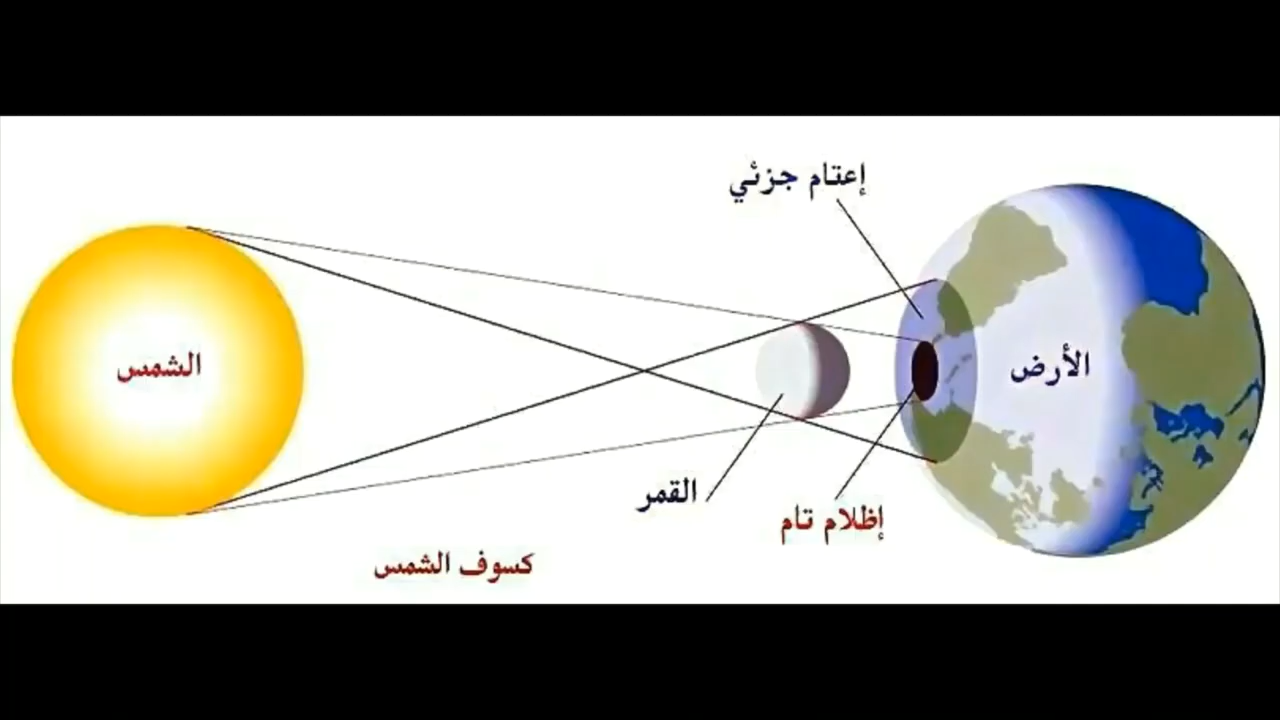 إعتام جزئي
الأرض
الشمس
القمر
إظلام تام
كسوف الشمس